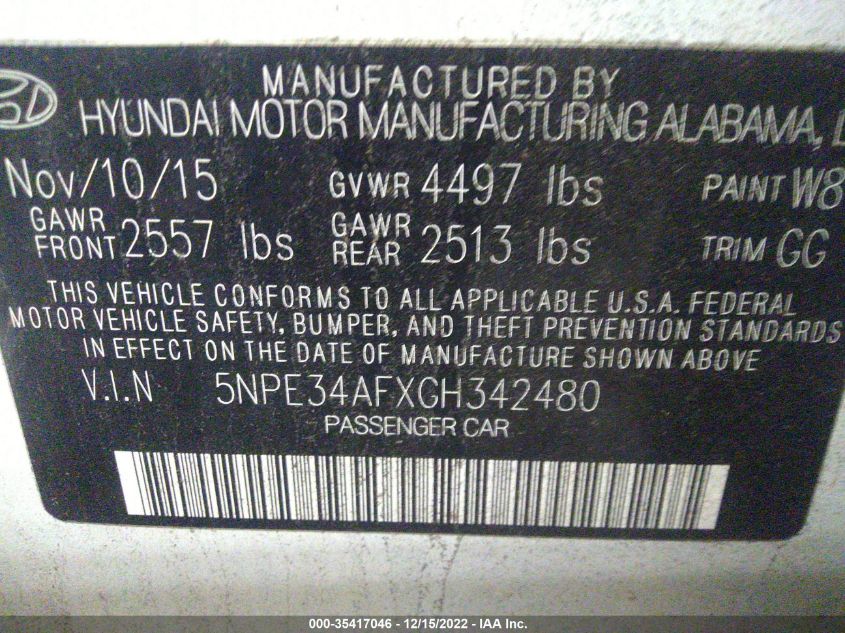 MANUFACTURED BY
HYUNDAI MOTOR MANUFACTURING ALABAMA,
Nov/10/15 GVWR 4497 lbs PAINT W8
GAWR FRONT 2557 lbs GAWR REAR 2513 lbs TRIM GG
THIS VEHICLE CONFORMS TO ALL APPLICABLE U.S.A. FEDERAL
MOTOR VEHICLE SAFETY, BUMPER, AND THEFT PREVENTION STANDARDS
IN EFFECT ON THE DATE OF MANUFACTURE SHOWN ABOVE
V.I.N 5NPE34AFXGH342480
PASSENGER CAR
000-35417046 - 12/15/2022 - IAA Inc.